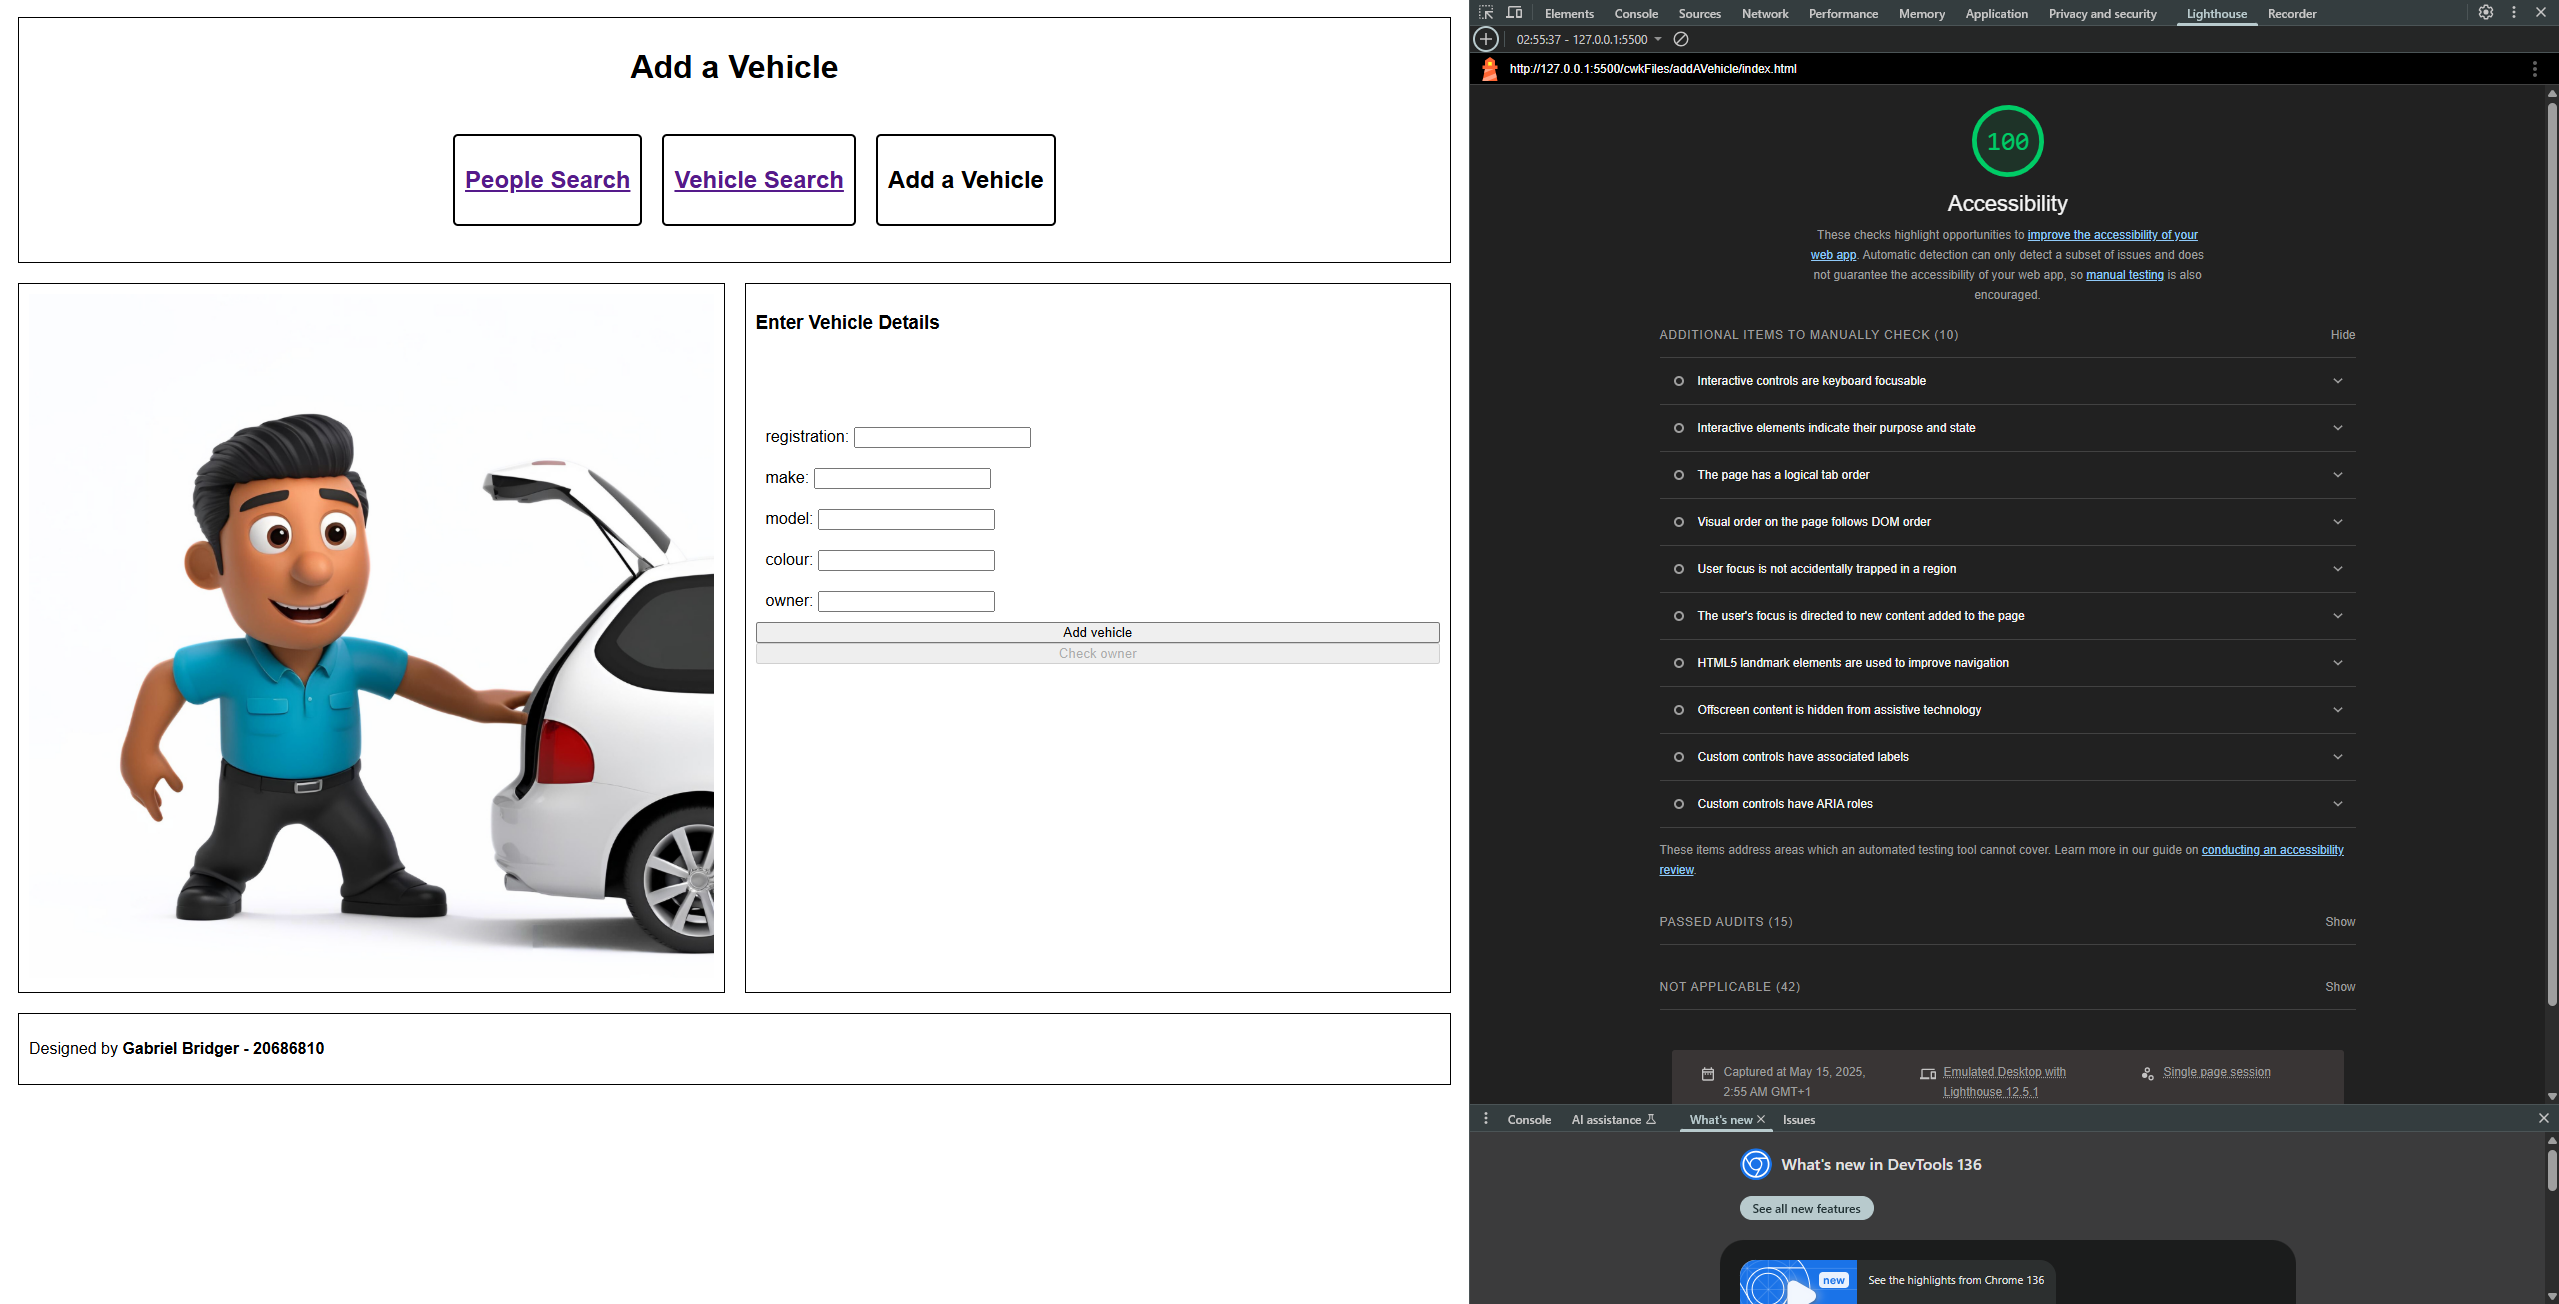 Add a Vehicle
People Search
Vehicle Search
Add a Vehicle
Enter Vehicle Details
registration:
make:
model:
colour:
owner:
Add vehicle
Check owner
Designed by Gabriel Bridger - 20686810
Elements Console Sources Network Performance Memory Application Privacy and security Lighthouse Recorder
02:55:37 - 127.0.0.1:5500
http://127.0.0.1:5500/cwkFiles/addAVehicle/index.html
100
Accessibility
These checks highlight opportunities to improve the accessibility of your
web app. Automatic detection can only detect a subset of issues and does
not guarantee the accessibility of your web app, so manual testing is also
encouraged.
ADDITIONAL ITEMS TO MANUALLY CHECK (10) Hide
Interactive controls are keyboard focusable
Interactive elements indicate their purpose and state
The page has a logical tab order
Visual order on the page follows DOM order
User focus is not accidentally trapped in a region
The user's focus is directed to new content added to the page
HTML5 landmark elements are used to improve navigation
Offscreen content is hidden from assistive technology
Custom controls have associated labels
Custom controls have ARIA roles
These items address areas which an automated testing tool cannot cover. Learn more in our guide on conducting an accessibility
review.
PASSED AUDITS (15) Show
NOT APPLICABLE (42) Show
Captured at May 15, 2025,
2:55 AM GMT+1
Emulated Desktop with
Lighthouse 12.5.1
Single page session
Console AI assistance What's new Issues
What's new in DevTools 136
See all new features
new
See the highlights from Chrome 136